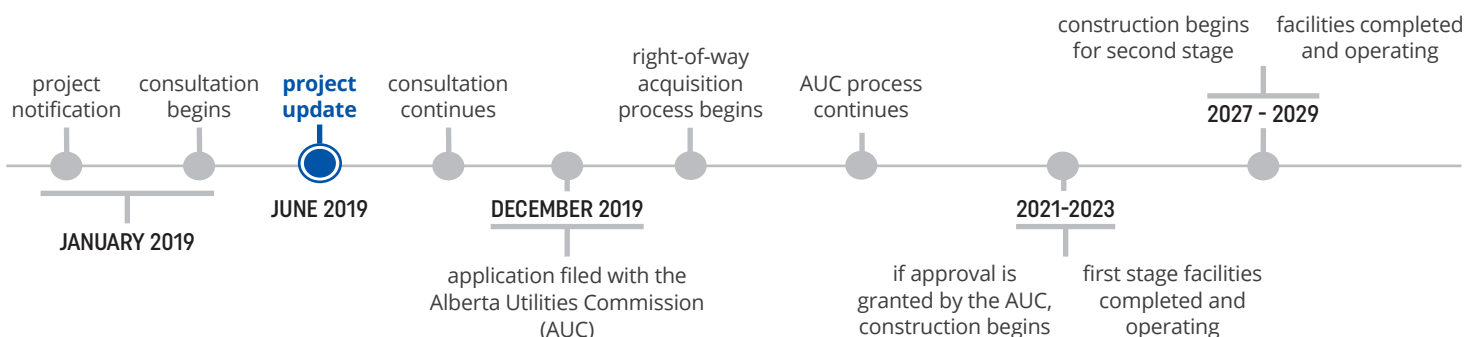 project
notification
consultation
begins
JANUARY 2019
project
update
JUNE 2019
consultation
continues
DECEMBER 2019
application filed with the
Alberta Utilities Commission
(AUC)
right-of-way
acquisition
process begins
AUC process
continues
2021-2023
if approval is
granted by the AUC,
construction begins
first stage facilities
completed and
operating
construction begins
for second stage
facilities completed
and operating
2027 - 2029